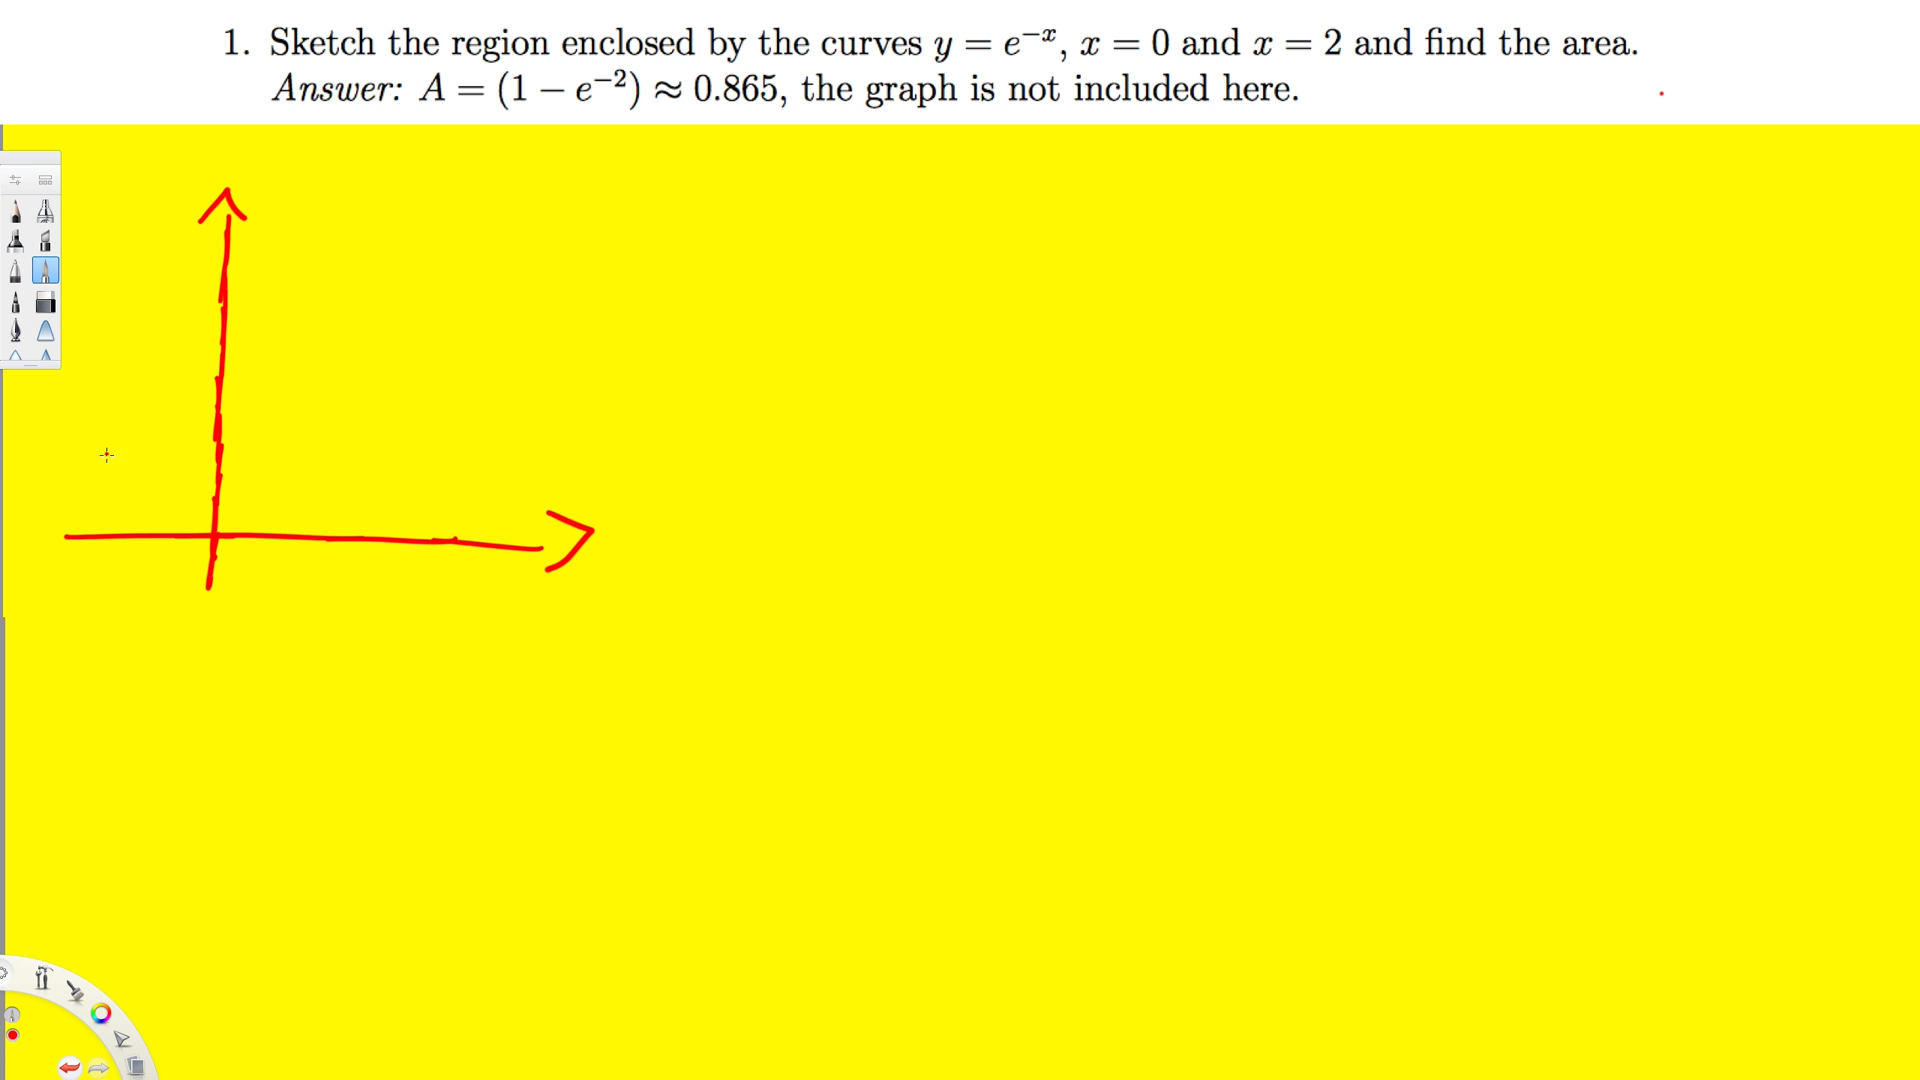 1. Sketch the region enclosed by the curves y = e⁻ˣ, x = 0 and x = 2 and find the area.
Answer: A = (1 − e⁻²) ≈ 0.865, the graph is not included here.